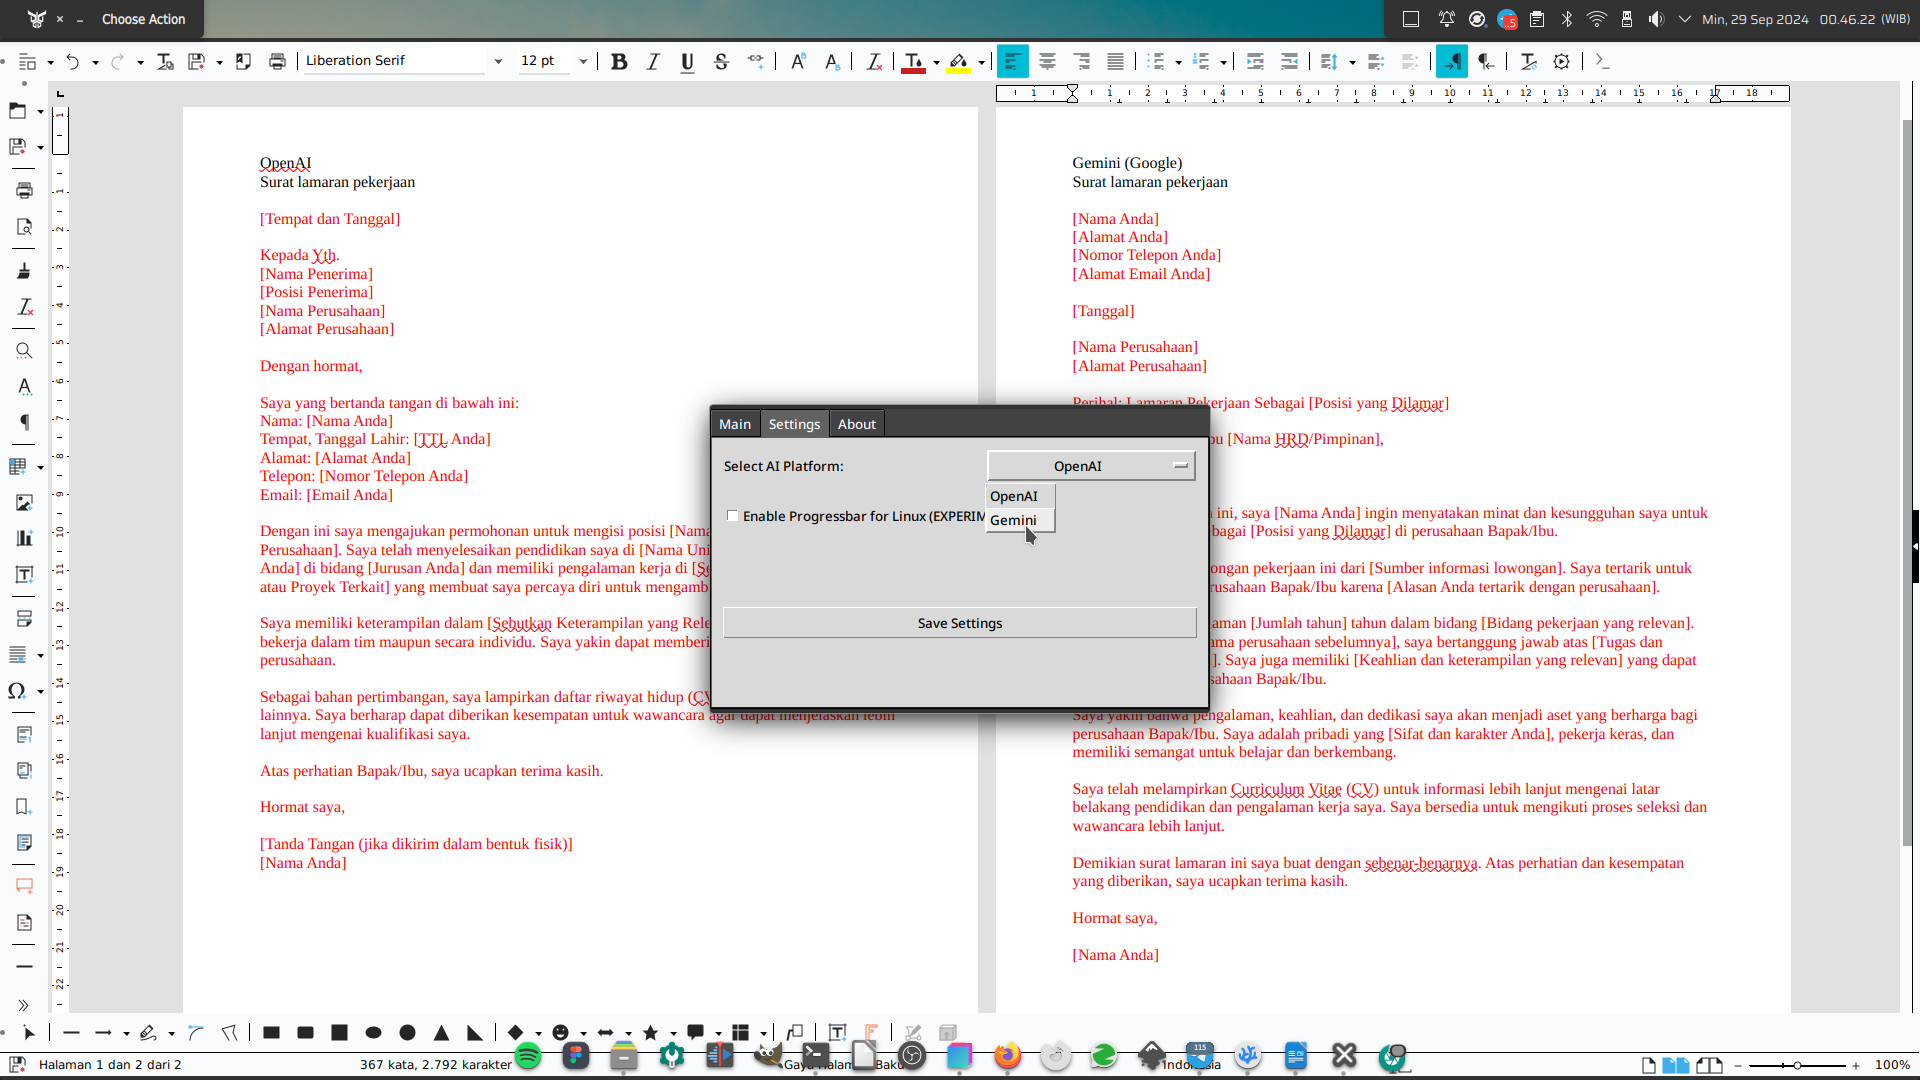 Choose Action
5
Min, 29 Sep 2024 00.46.22 (WIB)
Liberation Serif
12 pt
OpenAI
Surat lamaran pekerjaan
[Tempat dan Tanggal]
Kepada Yth.
[Nama Penerima]
[Posisi Penerima]
[Nama Perusahaan]
[Alamat Perusahaan]
Dengan hormat,
Saya yang bertanda tangan di bawah ini:
Nama: [Nama Anda]
Tempat, Tanggal Lahir: [TTL Anda]
Alamat: [Alamat Anda]
Telepon: [Nomor Telepon Anda]
Email: [Email Anda]
Dengan ini saya mengajukan permohonan untuk mengisi posisi [Nama
Perusahaan]. Saya telah menyelesaikan pendidikan saya di [Nama Uni
Anda] di bidang [Jurusan Anda] dan memiliki pengalaman kerja di [Se
atau Proyek Terkait] yang membuat saya percaya diri untuk mengamb
Saya memiliki keterampilan dalam [Sebutkan Keterampilan yang Rele
bekerja dalam tim maupun secara individu. Saya yakin dapat memberi
perusahaan.
Sebagai bahan pertimbangan, saya lampirkan daftar riwayat hidup (CV
lainnya. Saya berharap dapat diberikan kesempatan untuk wawancara agar dapat menjelaskan lebih
lanjut mengenai kualifikasi saya.
Atas perhatian Bapak/Ibu, saya ucapkan terima kasih.
Hormat saya,
[Tanda Tangan (jika dikirim dalam bentuk fisik)]
[Nama Anda]
Gemini (Google)
Surat lamaran pekerjaan
[Nama Anda]
[Alamat Anda]
[Nomor Telepon Anda]
[Alamat Email Anda]
[Tanggal]
[Nama Perusahaan]
[Alamat Perusahaan]
Perihal: Lamaran Pekerjaan Sebagai [Posisi yang Dilamar]
bu [Nama HRD/Pimpinan],
ini, saya [Nama Anda] ingin menyatakan minat dan kesungguhan saya untuk
bagai [Posisi yang Dilamar] di perusahaan Bapak/Ibu.
ongan pekerjaan ini dari [Sumber informasi lowongan]. Saya tertarik untuk
rusahaan Bapak/Ibu karena [Alasan Anda tertarik dengan perusahaan].
aman [Jumlah tahun] tahun dalam bidang [Bidang pekerjaan yang relevan].
ama perusahaan sebelumnya], saya bertanggung jawab atas [Tugas dan
]. Saya juga memiliki [Keahlian dan keterampilan yang relevan] yang dapat
sahaan Bapak/Ibu.
Saya yakin bahwa pengalaman, keahlian, dan dedikasi saya akan menjadi aset yang berharga bagi
perusahaan Bapak/Ibu. Saya adalah pribadi yang [Sifat dan karakter Anda], pekerja keras, dan
memiliki semangat untuk belajar dan berkembang.
Saya telah melampirkan Curriculum Vitae (CV) untuk informasi lebih lanjut mengenai latar
belakang pendidikan dan pengalaman kerja saya. Saya bersedia untuk mengikuti proses seleksi dan
wawancara lebih lanjut.
Demikian surat lamaran ini saya buat dengan sebenar-benarnya. Atas perhatian dan kesempatan
yang diberikan, saya ucapkan terima kasih.
Hormat saya,
[Nama Anda]
Main Settings About
Select AI Platform:
OpenAI
OpenAI
Gemini
Enable Progressbar for Linux (EXPERIM
Save Settings
Halaman 1 dan 2 dari 2
367 kata, 2.792 karakter
115
100%